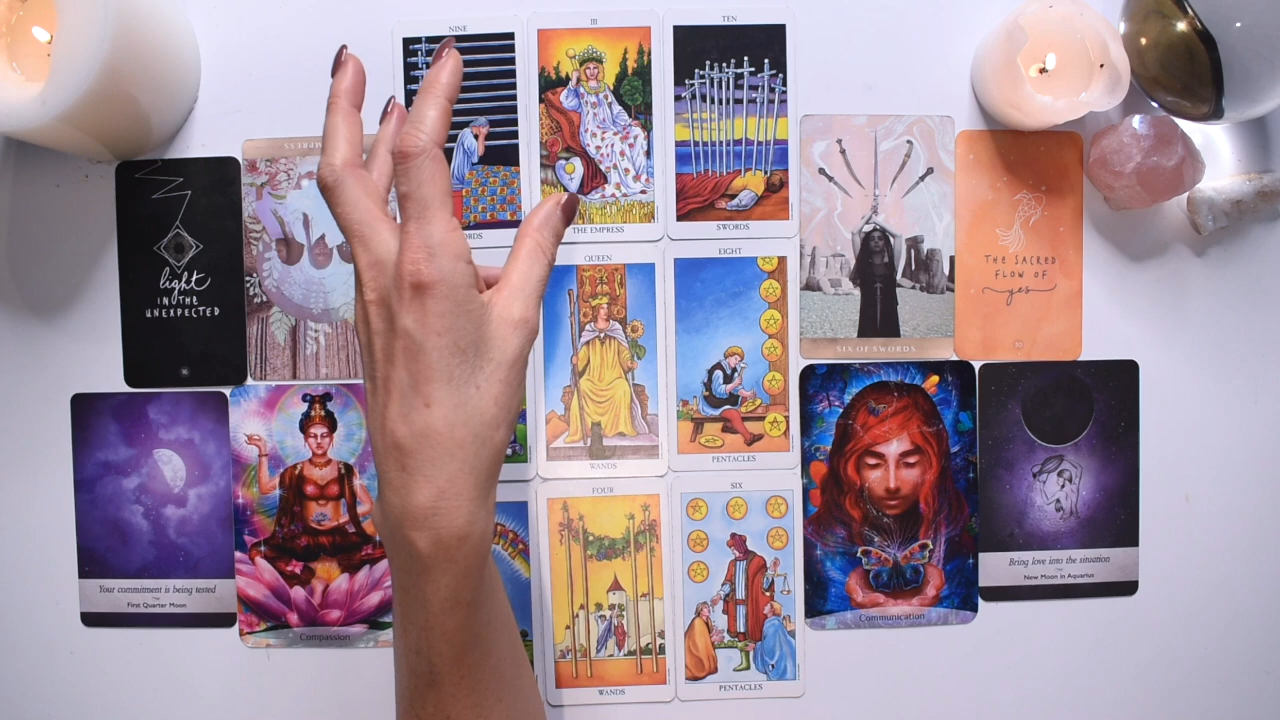 NINE
III
TEN
THE EMPRESS
SWORDS
EMPRESS
light
IN THE
UNEXPECTED
16
SIX OF SWORDS
THE SACRED
FLOW OF
yes
QUEEN
EIGHT
WANDS
PENTACLES
Your commitment is being tested
First Quarter Moon
Compassion
FOUR
SIX
WANDS
PENTACLES
Communication
Bring love into the situation
New Moon in Aquarius